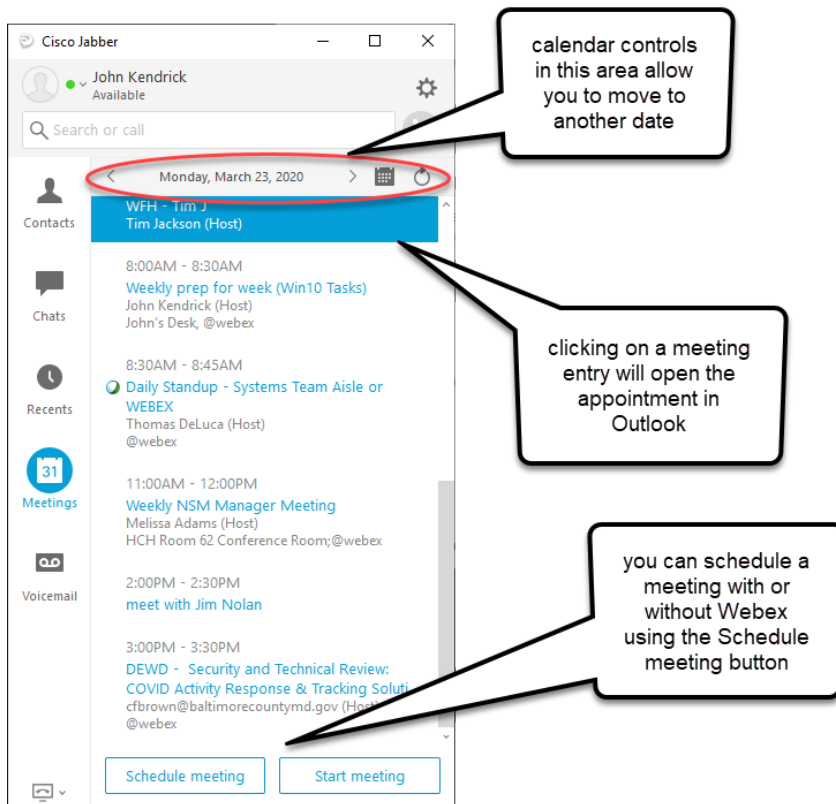 Cisco Jabber
John Kendrick
Available
Search or call
Monday, March 23, 2020
Contacts
Chats
Recents
31
Meetings
Voicemail
WFH - Tim J
Tim Jackson (Host)
8:00AM - 8:30AM
Weekly prep for week (Win10 Tasks)
John Kendrick (Host)
John's Desk, @webex
8:30AM - 8:45AM
Daily Standup - Systems Team Aisle or
WEBEX
Thomas DeLuca (Host)
@webex
11:00AM - 12:00PM
Weekly NSM Manager Meeting
Melissa Adams (Host)
HCH Room 62 Conference Room;@webex
2:00PM - 2:30PM
meet with Jim Nolan
3:00PM - 3:30PM
DEWD - Security and Technical Review:
COVID Activity Response & Tracking Soluti
cfbrown@baltimorecountymd.gov (Host)
@webex
Schedule meeting
Start meeting
calendar controls
in this area allow
you to move to
another date
clicking on a meeting
entry will open the
appointment in
Outlook
you can schedule a
meeting with or
without Webex
using the Schedule
meeting button